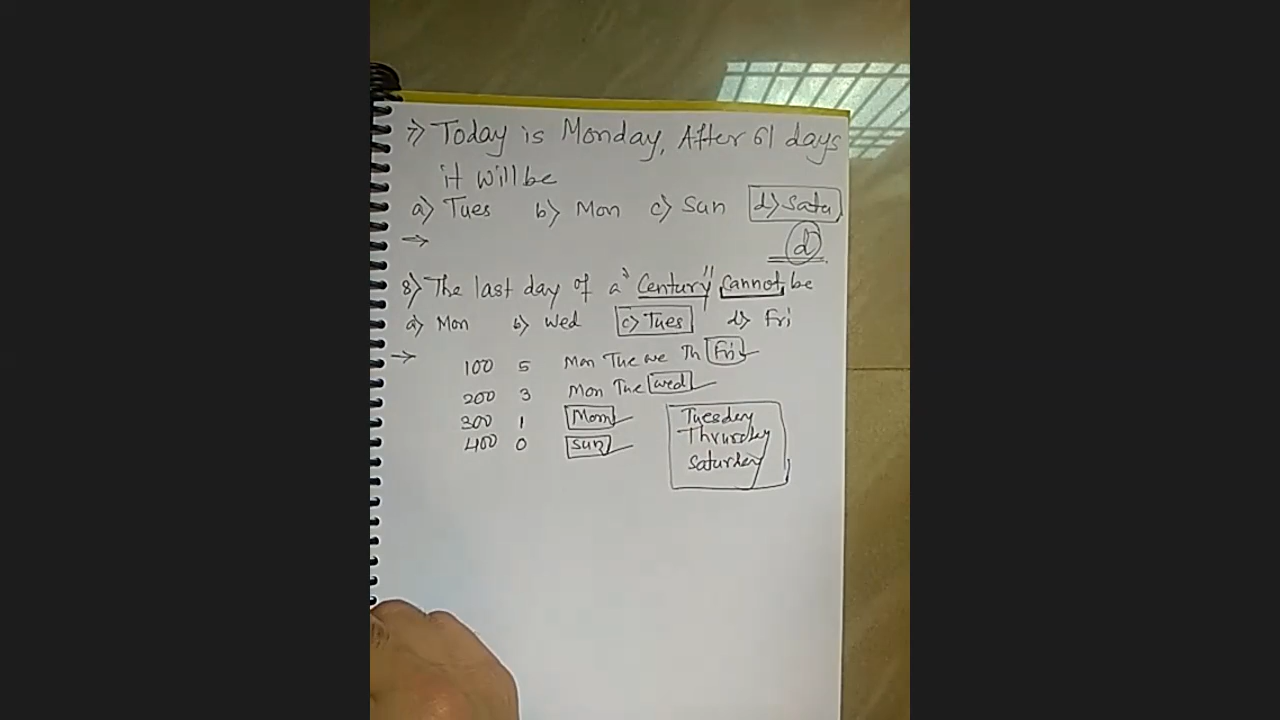 7) Today is Monday, After 61 days
it will be
a) Tues b) Mon c) Sun d) Satu
→ d
8) The last day of a "Century" cannot be
a) Mon b) Wed c) Tues d) Fri
→ 100 5 Mon Tue we Th Fri
200 3 Mon Tue wed
300 1 Mon
400 0 Sun
Tuesday
Thrusday
Saturday